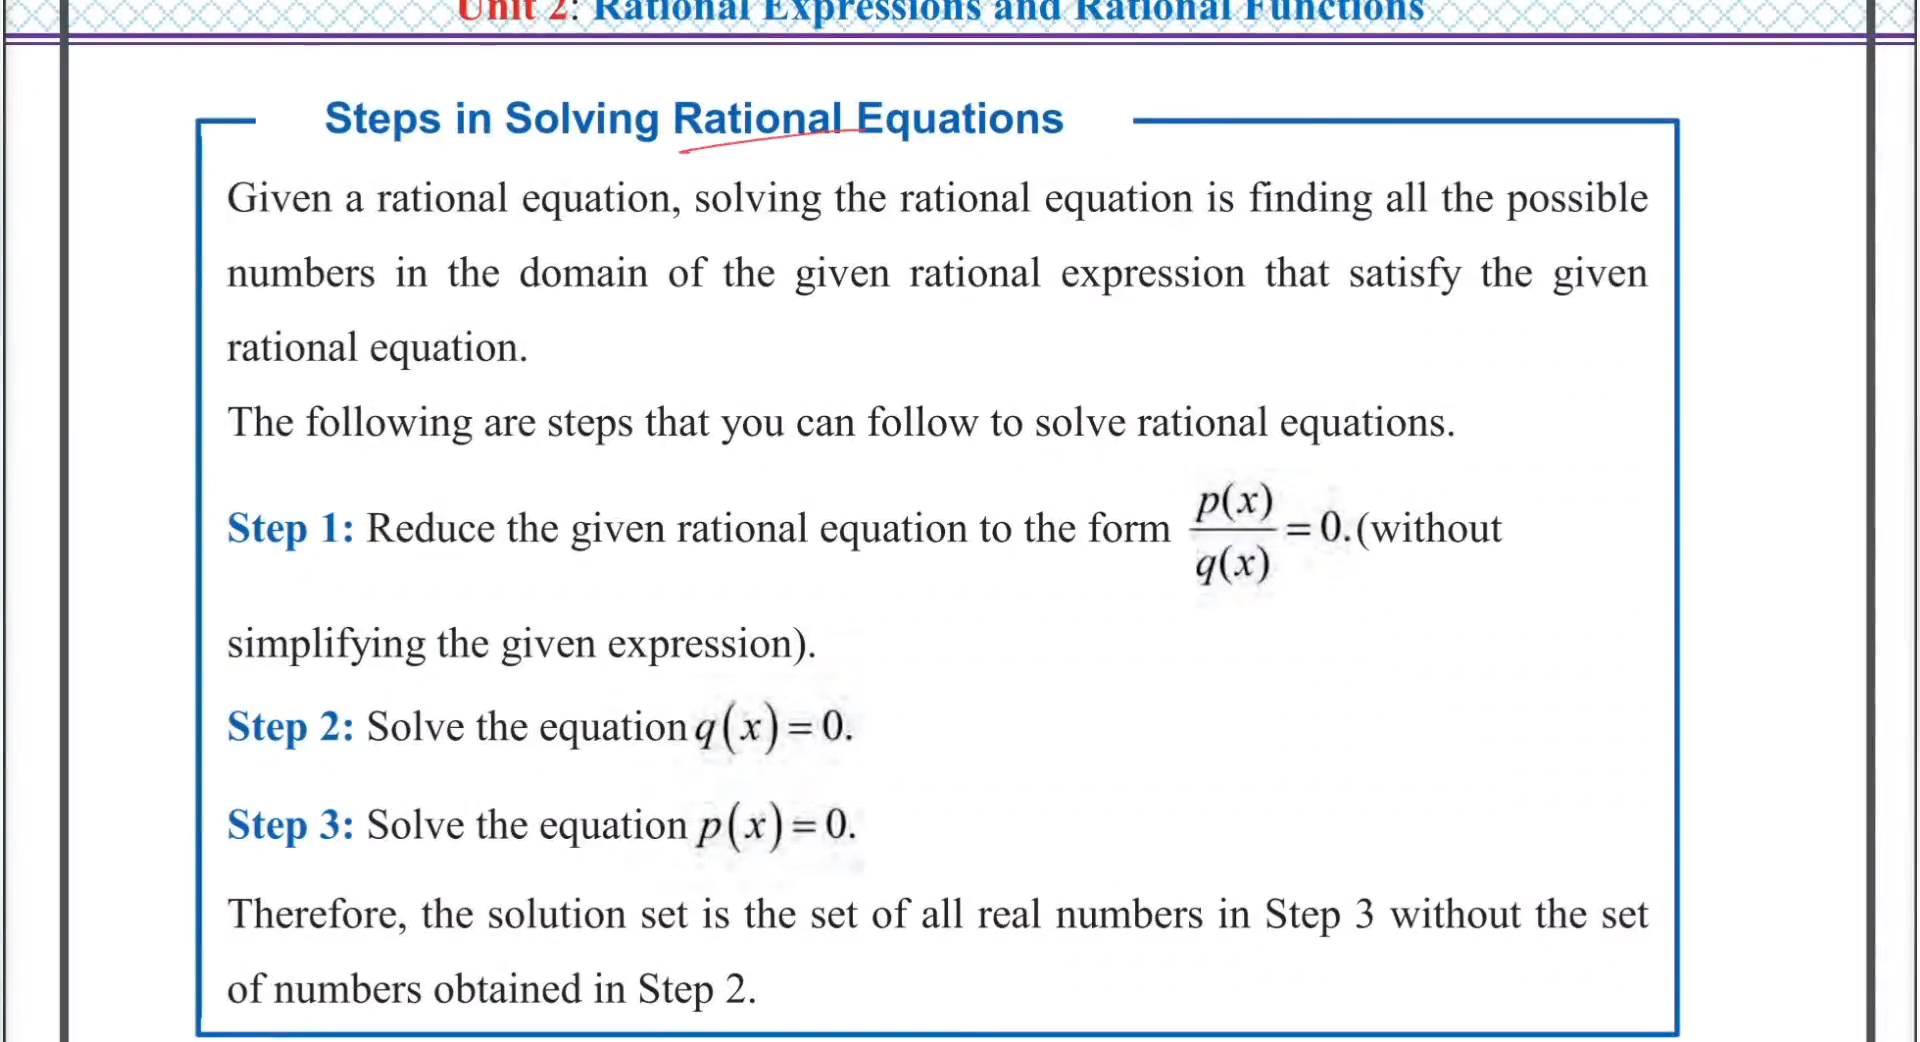 Unit 2: Rational Expressions and Rational Functions
Steps in Solving Rational Equations
Given a rational equation, solving the rational equation is finding all the possible
numbers in the domain of the given rational expression that satisfy the given
rational equation.
The following are steps that you can follow to solve rational equations.
Step 1: Reduce the given rational equation to the form p(x)/q(x) = 0.(without
simplifying the given expression).
Step 2: Solve the equation q(x) = 0.
Step 3: Solve the equation p(x) = 0.
Therefore, the solution set is the set of all real numbers in Step 3 without the set
of numbers obtained in Step 2.